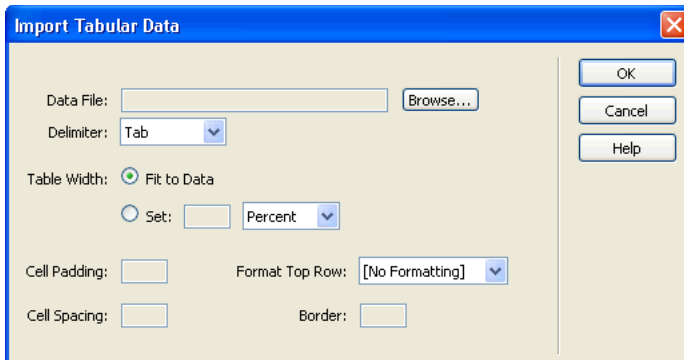 Import Tabular Data
OK
Data File: Browse...
Cancel
Delimiter: Tab
Help
Table Width: Fit to Data
Set: Percent
Cell Padding: Format Top Row: [No Formatting]
Cell Spacing: Border: